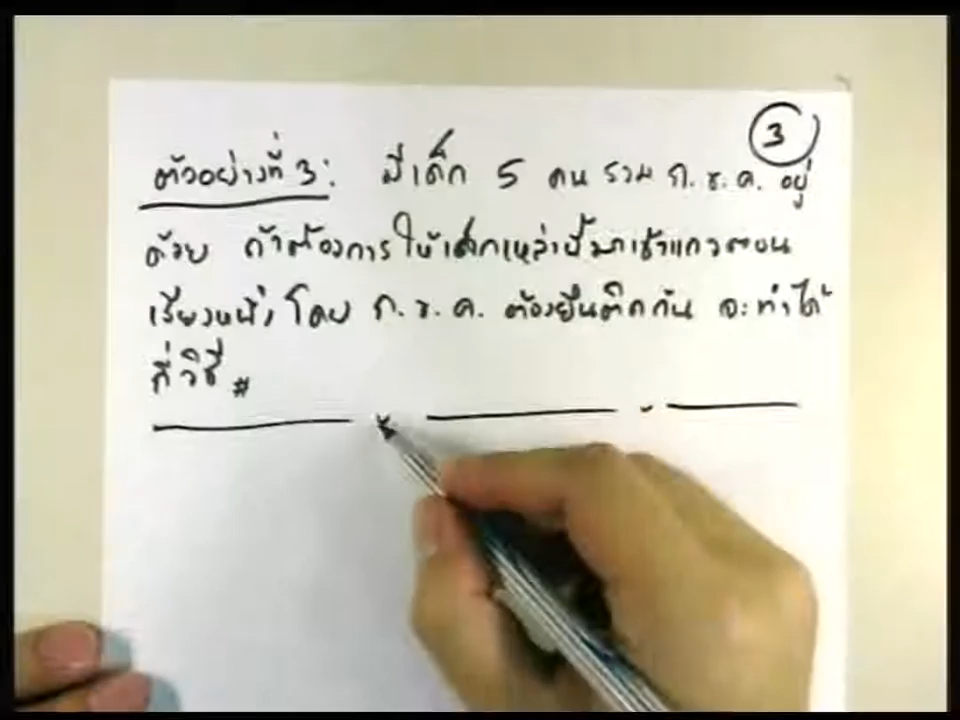 3
ตัวอย่างที่ 3: มีเด็ก 5 คน รวม ก. ข. ค. อยู่
ด้วย ถ้าต้องการให้เด็กเหล่านี้มาเข้าแถวตอน
เรียงหนึ่ง โดย ก. ข. ค. ต้องยืนติดกัน จะทำได้
กี่วิธี #